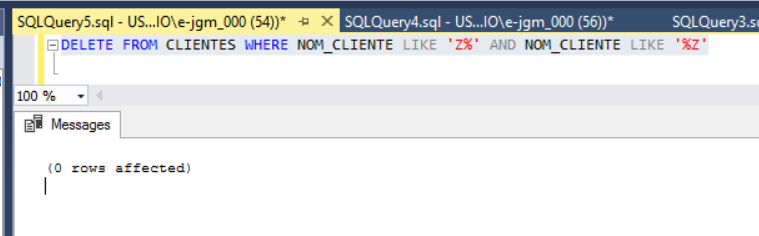 SQLQuery5.sql - US...IO\e-jgm_000 (54))* SQLQuery4.sql - US...IO\e-jgm_000 (56))* SQLQuery3.s
DELETE FROM CLIENTES WHERE NOM_CLIENTE LIKE 'Z%' AND NOM_CLIENTE LIKE '%Z'
100 %
Messages
(0 rows affected)